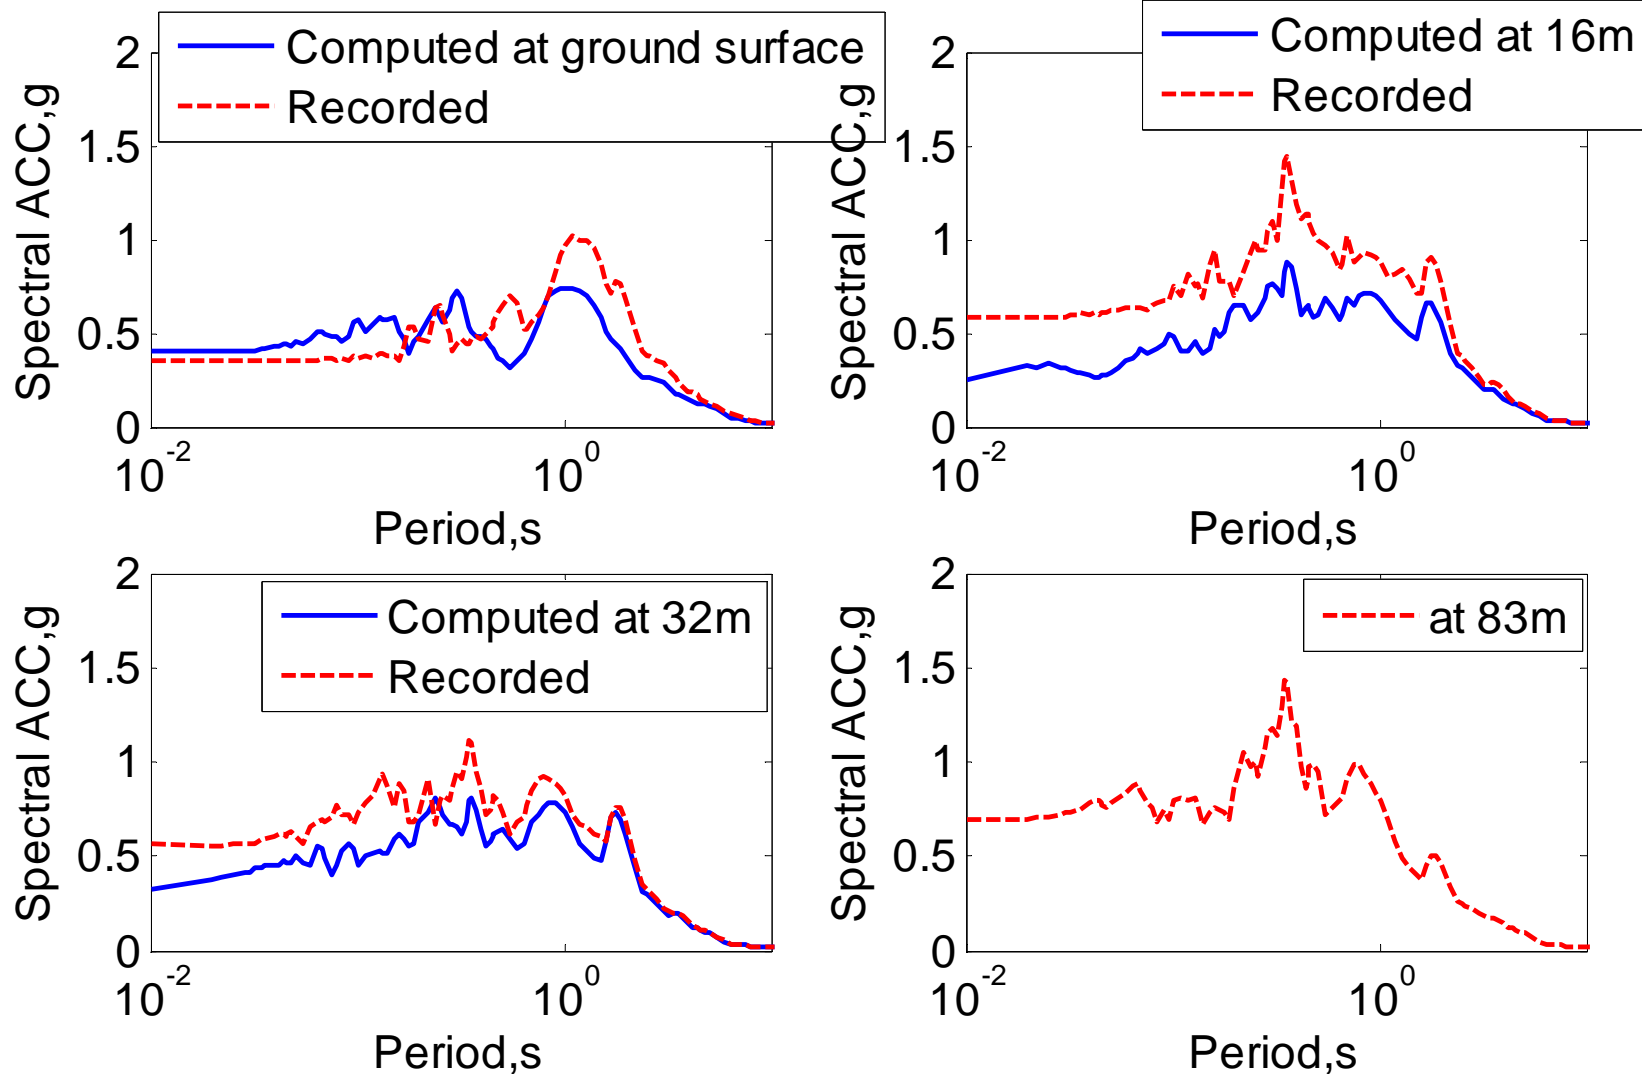 Computed at ground surface
Recorded
2
1.5
1
0.5
0
Spectral ACC,g
10-2
100
Period,s
Computed at 16m
Recorded
2
1.5
1
0.5
0
Spectral ACC,g
10-2
100
Period,s
Computed at 32m
Recorded
2
1.5
1
0.5
0
Spectral ACC,g
10-2
100
Period,s
at 83m
2
1.5
1
0.5
0
Spectral ACC,g
10-2
100
Period,s